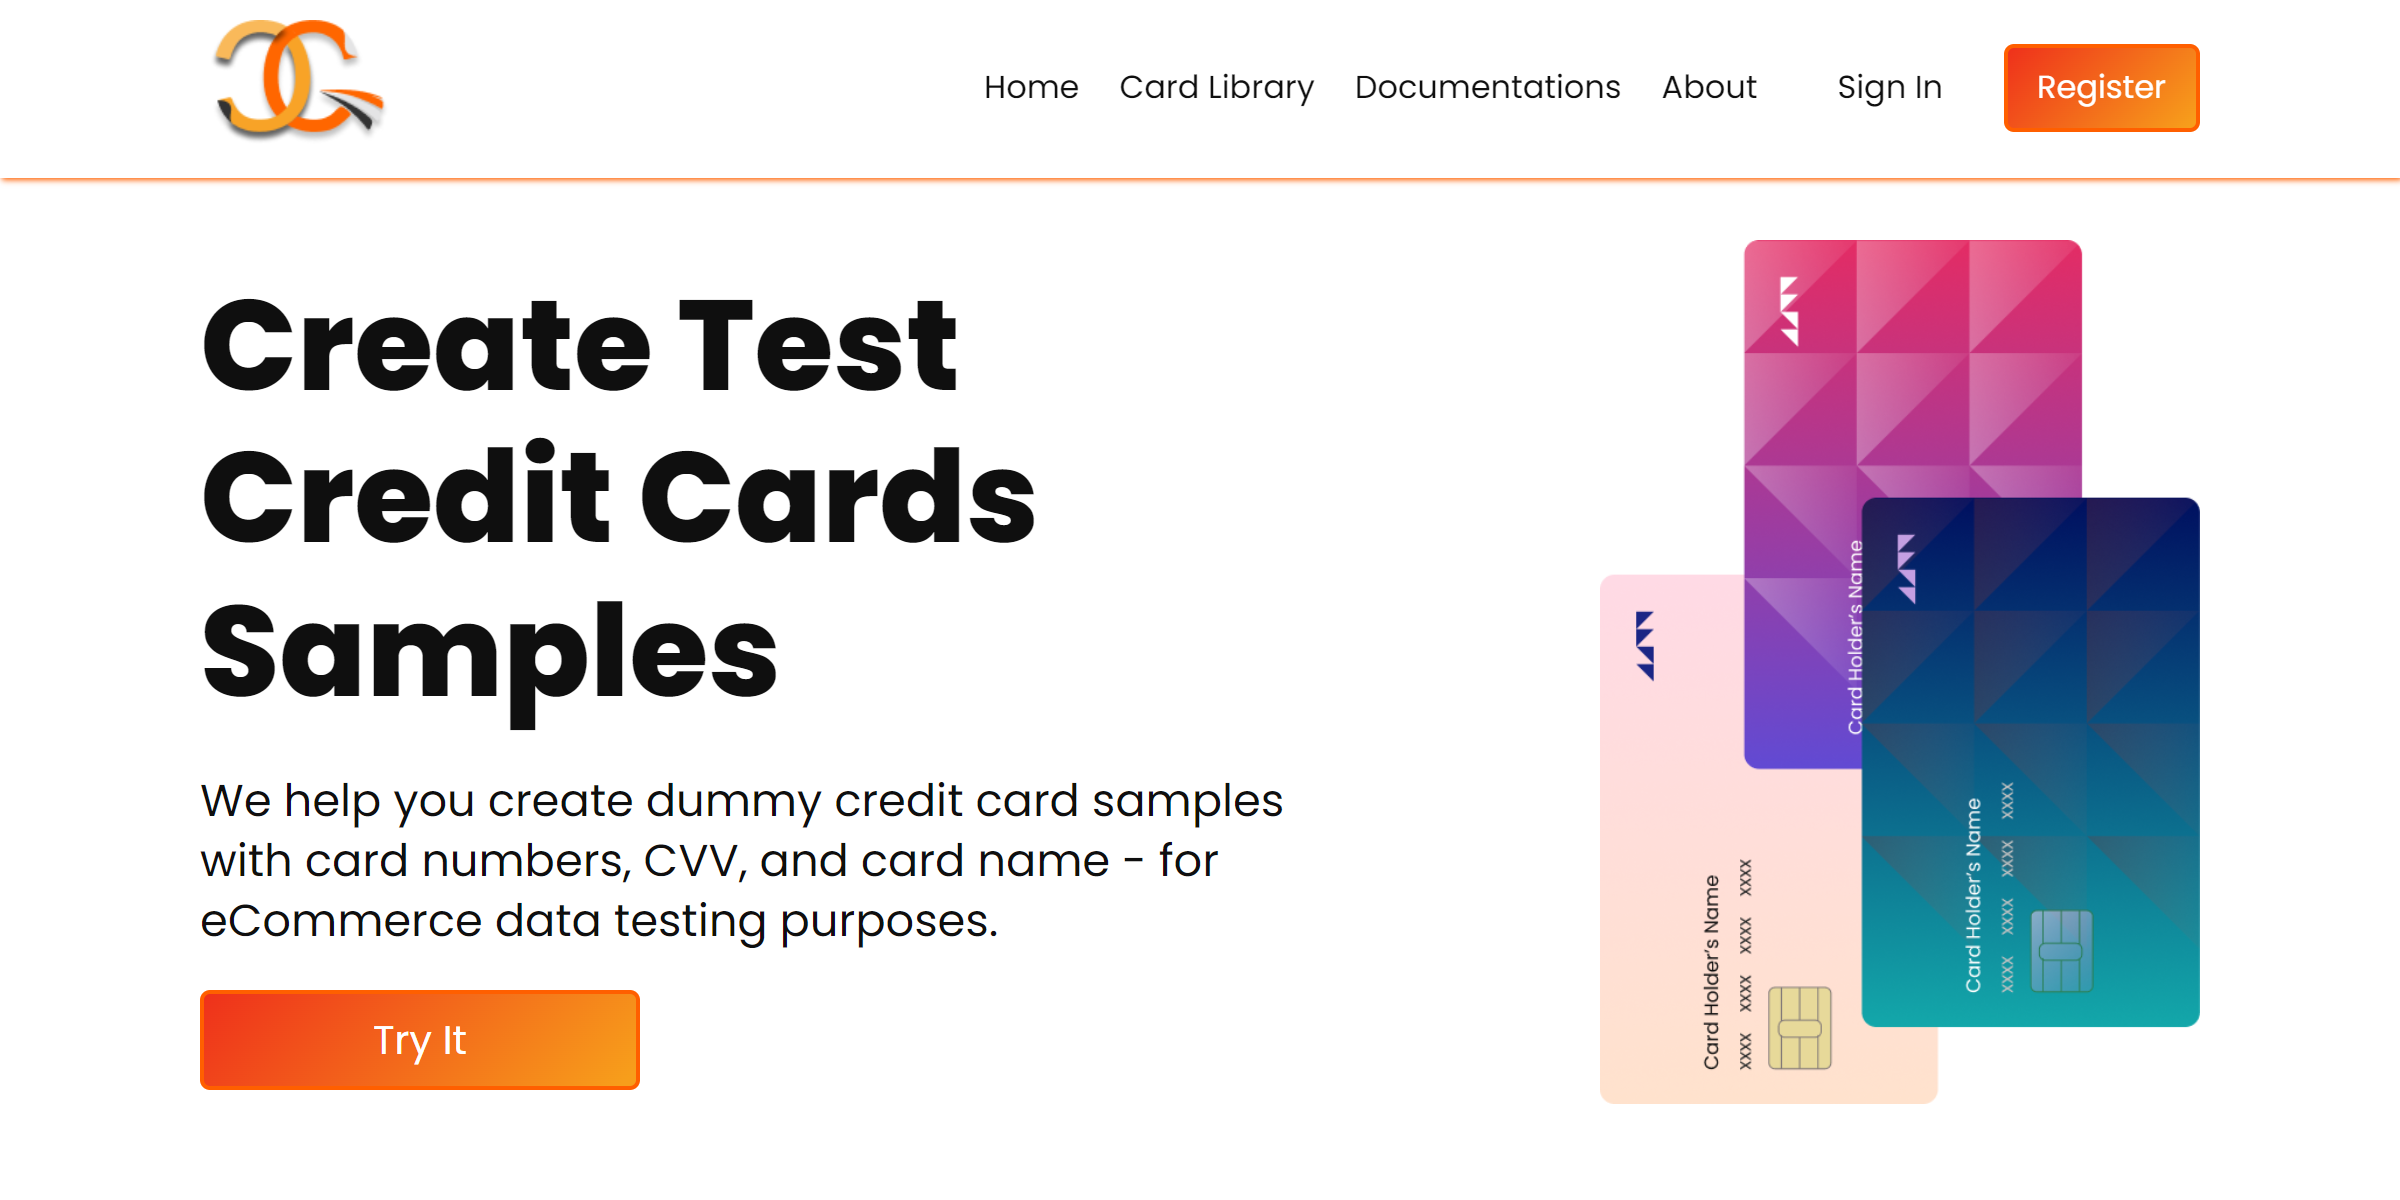 Home Card Library Documentations About Sign In Register
Create Test
Credit Cards
Samples
We help you create dummy credit card samples
with card numbers, CVV, and card name - for
eCommerce data testing purposes.
Try It
Card Holder's Name
Card Holder's Name
XXXX XXXX XXXX XXXX
Card Holder's Name
XXXX XXXX XXXX XXXX